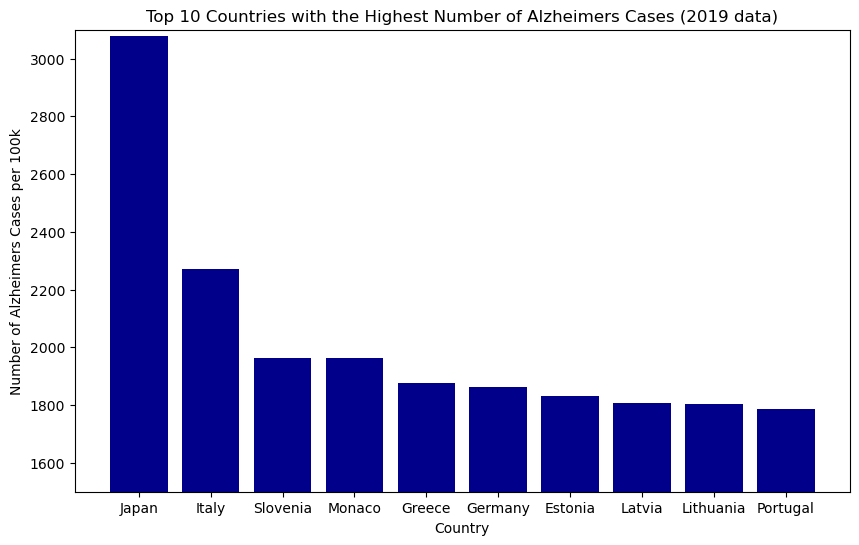 Top 10 Countries with the Highest Number of Alzheimers Cases (2019 data)
Number of Alzheimers Cases per 100k
3000
2800
2600
2400
2200
2000
1800
1600
Japan Italy Slovenia Monaco Greece Germany Estonia Latvia Lithuania Portugal
Country